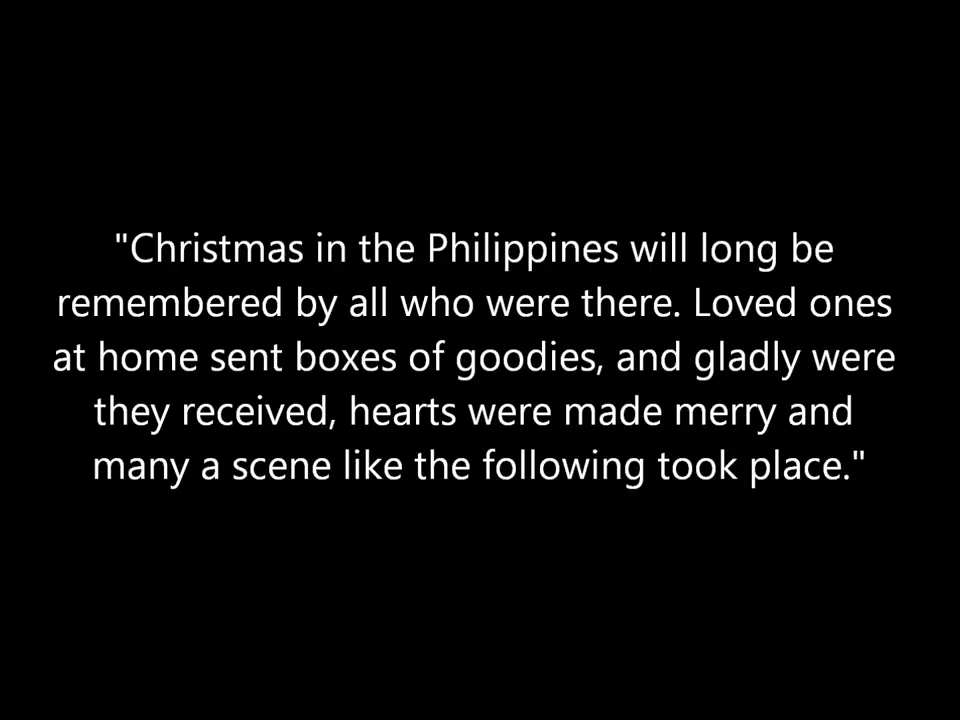 "Christmas in the Philippines will long be
remembered by all who were there. Loved ones
at home sent boxes of goodies, and gladly were
they received, hearts were made merry and
many a scene like the following took place."